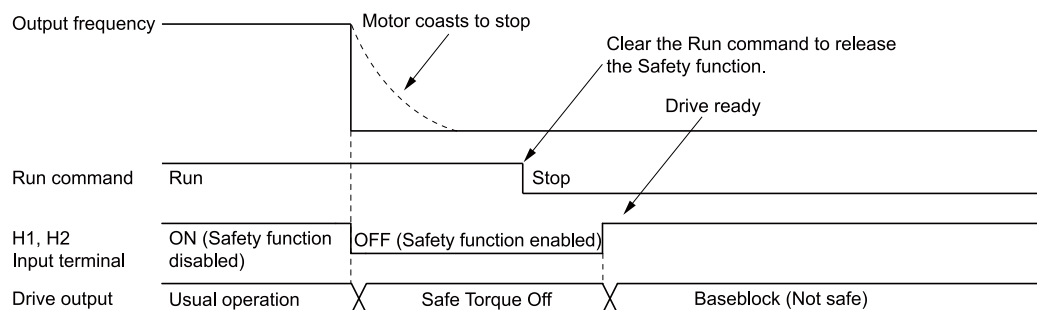 Output frequency
Motor coasts to stop
Clear the Run command to release
the Safety function.
Drive ready
Run command
Run
Stop
H1, H2
Input terminal
ON (Safety function
disabled)
OFF (Safety function enabled)
Drive output
Usual operation
Safe Torque Off
Baseblock (Not safe)